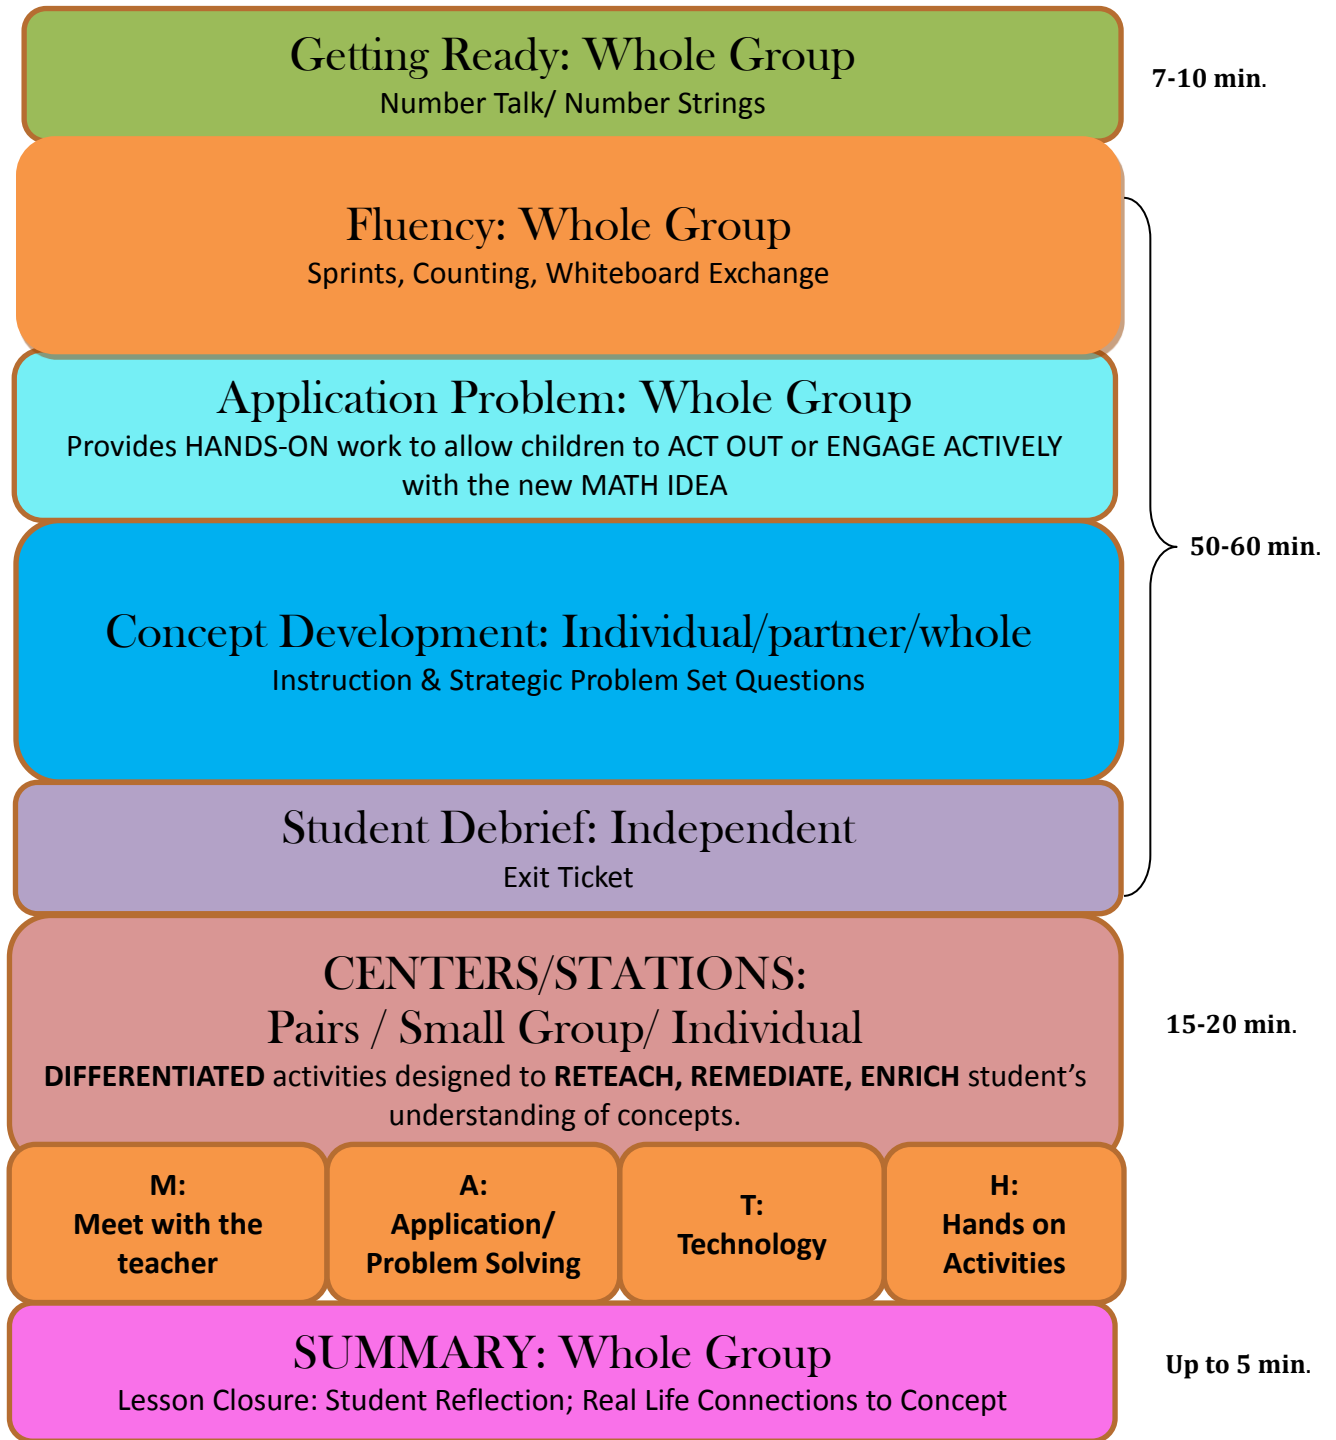 Getting Ready: Whole Group
Number Talk/ Number Strings
7-10 min.
Fluency: Whole Group
Sprints, Counting, Whiteboard Exchange
Application Problem: Whole Group
Provides HANDS-ON work to allow children to ACT OUT or ENGAGE ACTIVELY
with the new MATH IDEA
50-60 min.
Concept Development: Individual/partner/whole
Instruction & Strategic Problem Set Questions
Student Debrief: Independent
Exit Ticket
CENTERS/STATIONS:
Pairs / Small Group/ Individual
DIFFERENTIATED activities designed to RETEACH, REMEDIATE, ENRICH student’s
understanding of concepts.
15-20 min.
M:
Meet with the
teacher
A:
Application/
Problem Solving
T:
Technology
H:
Hands on
Activities
SUMMARY: Whole Group
Lesson Closure: Student Reflection; Real Life Connections to Concept
Up to 5 min.